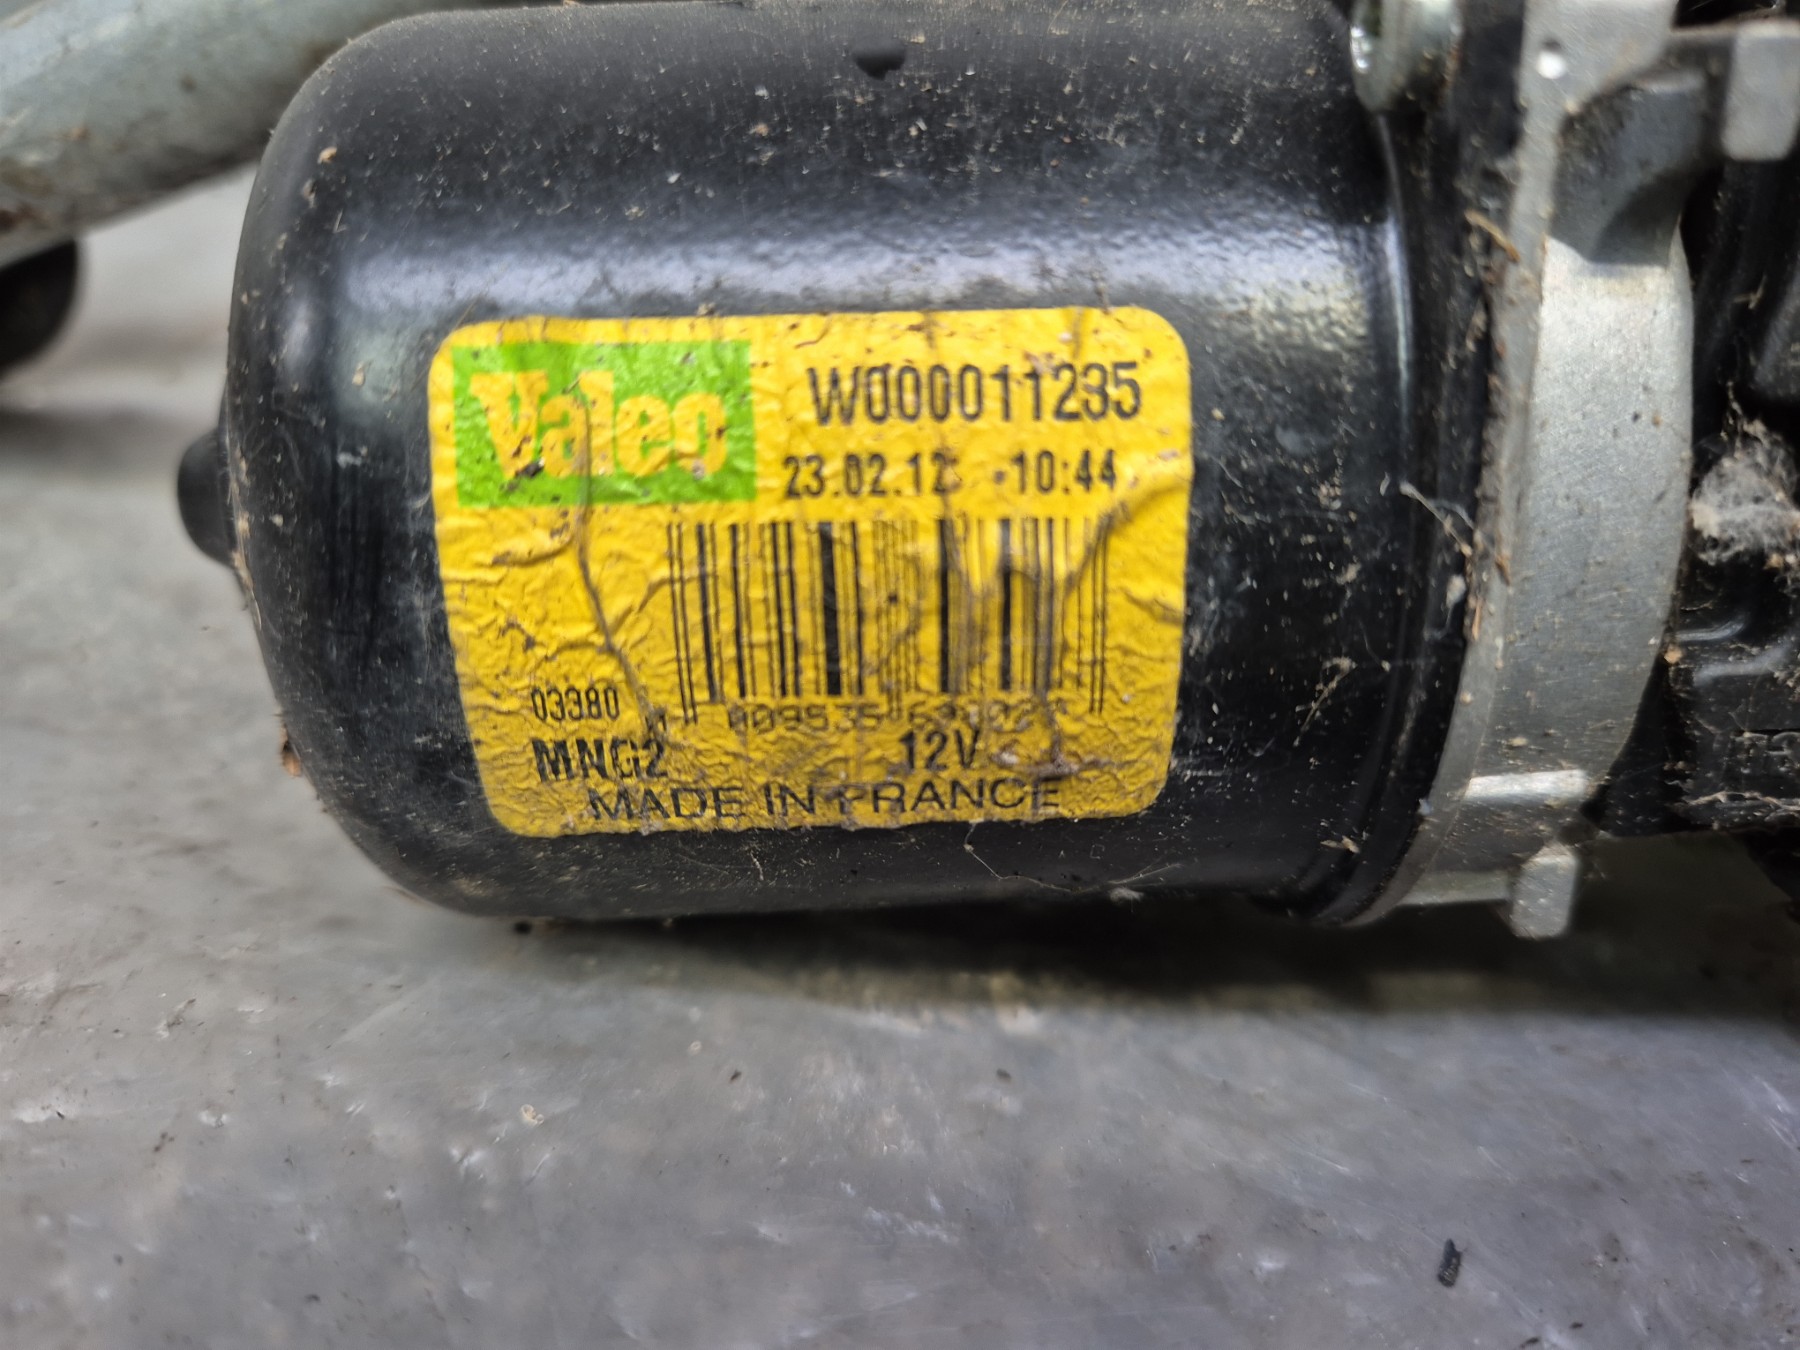 Valeo
W000011235
23.02.12 -10:44
03380
MNG2 12V
MADE IN FRANCE